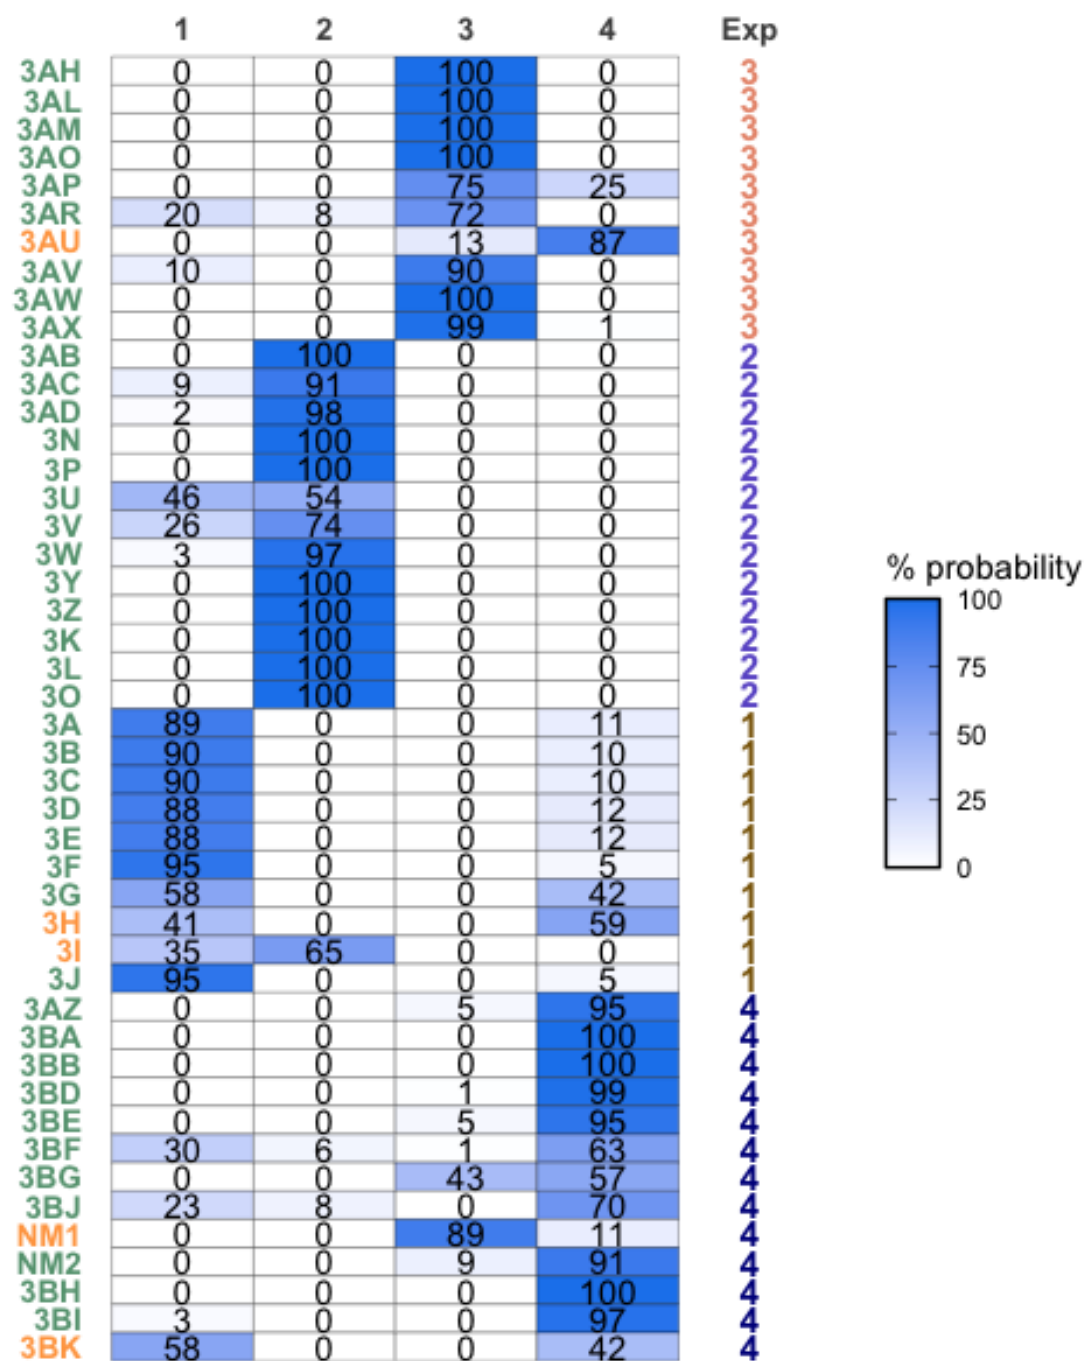 1 2 3 4 Exp
3AH 0 0 100 0 3
3AL 0 0 100 0 3
3AM 0 0 100 0 3
3AO 0 0 100 0 3
3AP 0 0 75 25 3
3AR 20 8 72 0 3
3AU 0 0 13 87 3
3AV 10 0 90 0 3
3AW 0 0 100 0 3
3AX 0 0 99 1 3
3AB 0 100 0 0 2
3AC 9 91 0 0 2
3AD 2 98 0 0 2
3N 0 100 0 0 2
3P 0 100 0 0 2
3U 46 54 0 0 2
3V 26 74 0 0 2
3W 3 97 0 0 2
3Y 0 100 0 0 2
3Z 0 100 0 0 2
3K 0 100 0 0 2
3L 0 100 0 0 2
3O 0 100 0 0 2
3A 89 0 0 11 1
3B 90 0 0 10 1
3C 90 0 0 10 1
3D 88 0 0 12 1
3E 88 0 0 12 1
3F 95 0 0 5 1
3G 58 0 0 42 1
3H 41 0 0 59 1
3I 35 65 0 0 1
3J 95 0 0 5 1
3AZ 0 0 5 95 4
3BA 0 0 0 100 4
3BB 0 0 0 100 4
3BD 0 0 1 99 4
3BE 0 0 5 95 4
3BF 30 6 1 63 4
3BG 0 0 43 57 4
3BJ 23 8 0 70 4
NM1 0 0 89 11 4
NM2 0 0 9 91 4
3BH 0 0 0 100 4
3BI 3 0 0 97 4
3BK 58 0 0 42 4
% probability
100
75
50
25
0